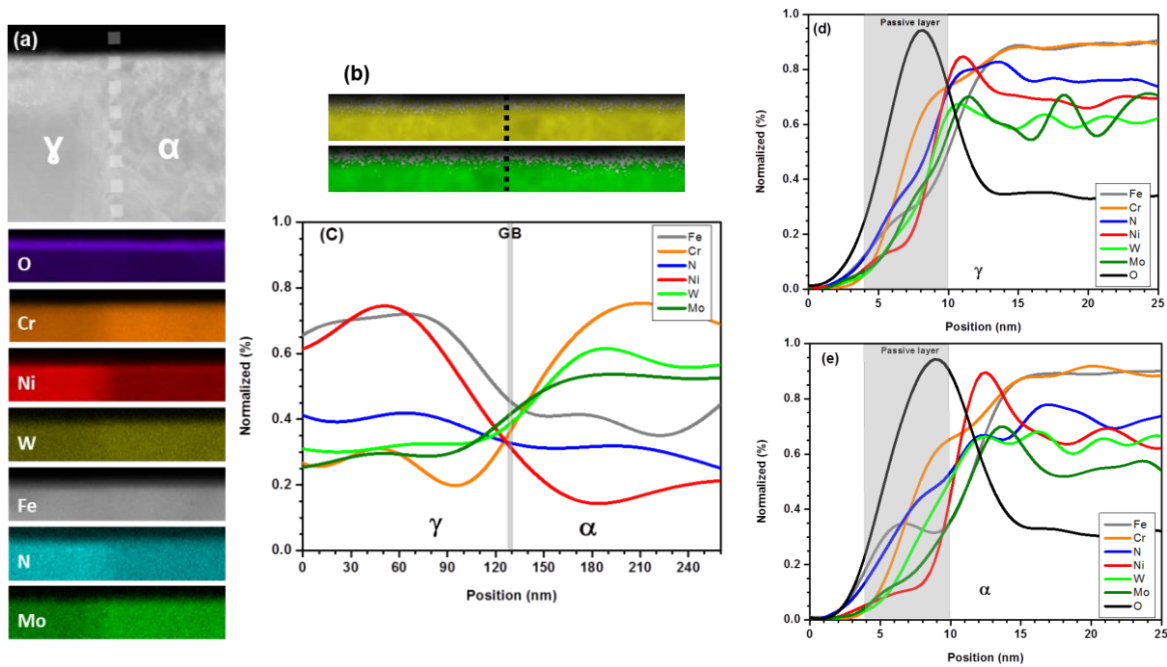 (a)
Ɣ
α
O
Cr
Ni
W
Fe
N
Mo
(b)
(C)
GB
Fe
Cr
N
Ni
W
Mo
γ
α
1.0
0.8
0.6
0.4
0.2
0.0
Normalized (%)
0 30 60 90 120 150 180 210 240
Position (nm)
(d)
Passive layer
Fe
Cr
N
Ni
W
Mo
O
γ
1.0
0.8
0.6
0.4
0.2
0.0
Normalized (%)
0 5 10 15 20 25
Position (nm)
(e)
Passive layer
Fe
Cr
N
Ni
W
Mo
O
α
1.0
0.8
0.6
0.4
0.2
0.0
Normalized (%)
0 5 10 15 20 25
Position (nm)